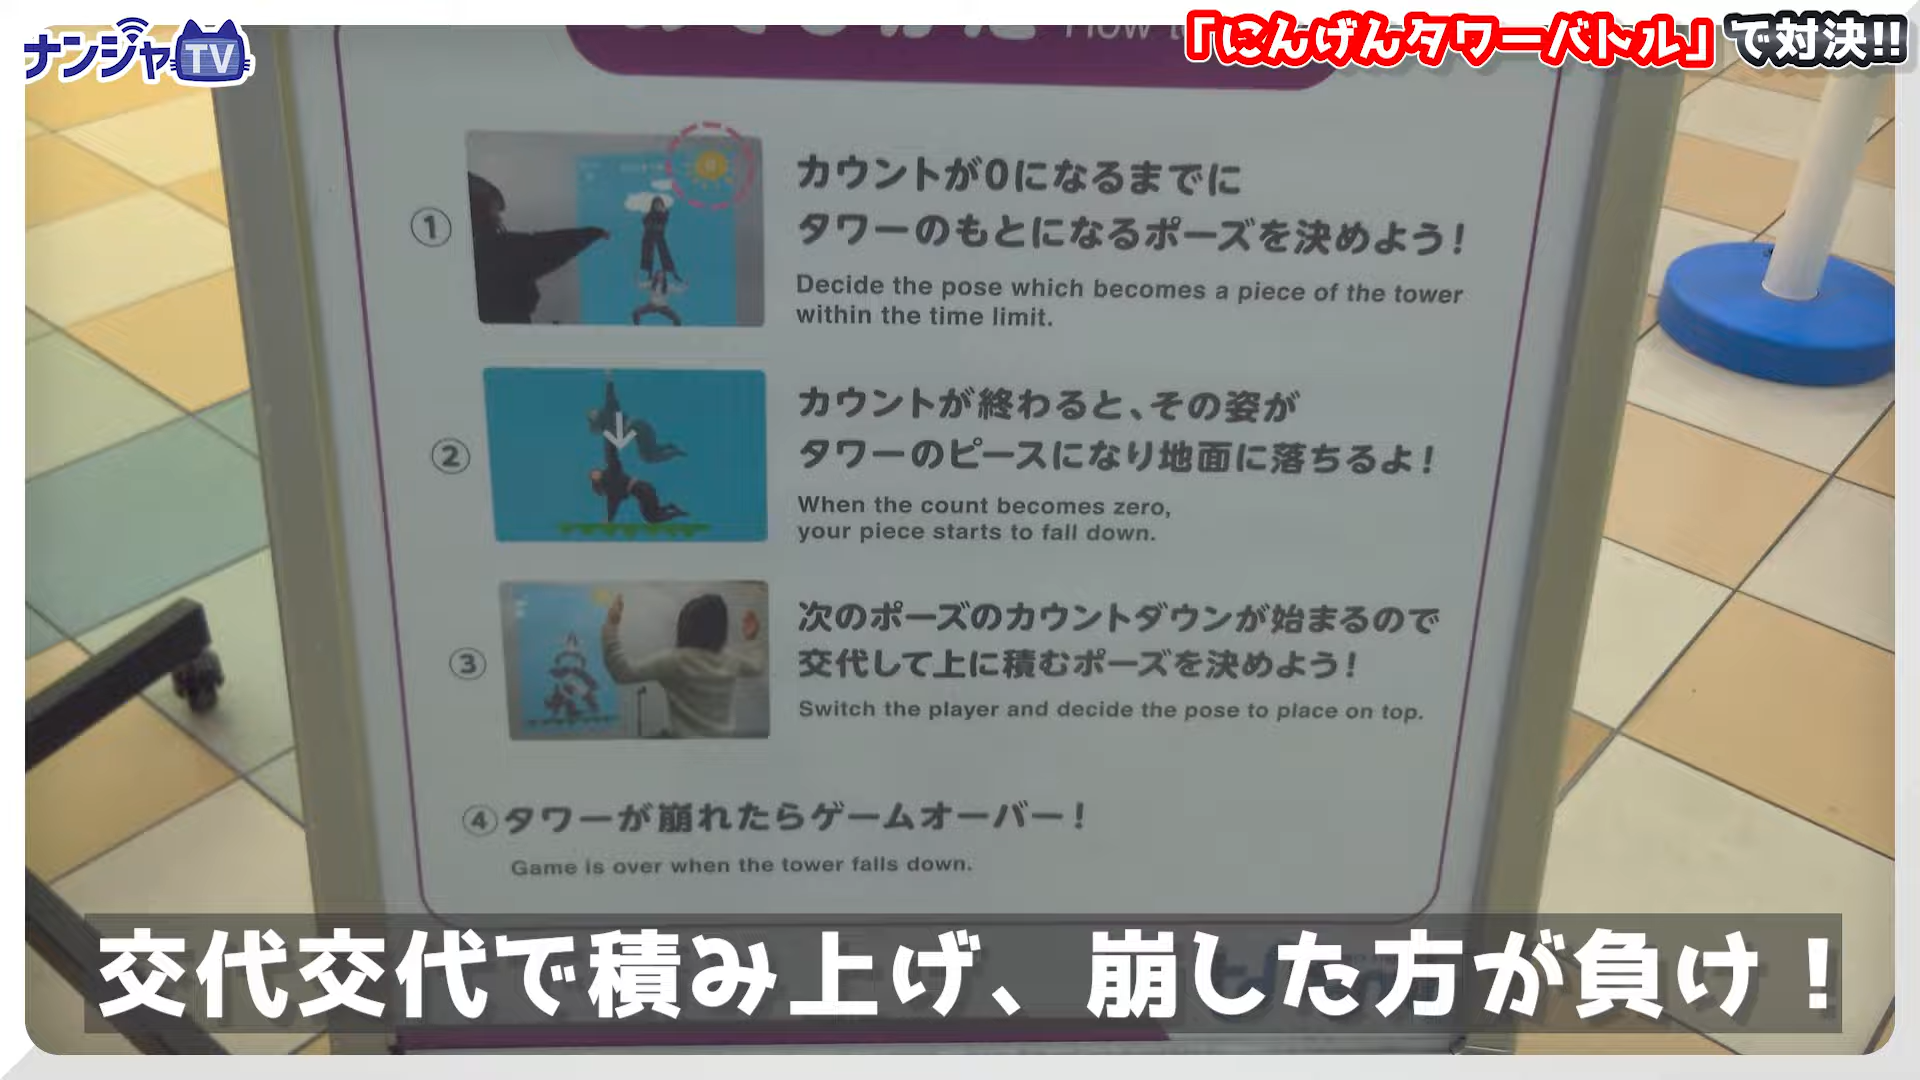 ナンジャTV
「にんげんタワーバトル」で対決!!
①
カウントが0になるまでに
タワーのもとになるポーズを決めよう!
Decide the pose which becomes a piece of the tower
within the time limit.
②
カウントが終わると、その姿が
タワーのピースになり地面に落ちるよ!
When the count becomes zero,
your piece starts to fall down.
③
次のポーズのカウントダウンが始まるので
交代して上に積むポーズを決めよう!
Switch the player and decide the pose to place on top.
④タワーが崩れたらゲームオーバー!
Game is over when the tower falls down.
交代交代で積み上げ、崩した方が負け！